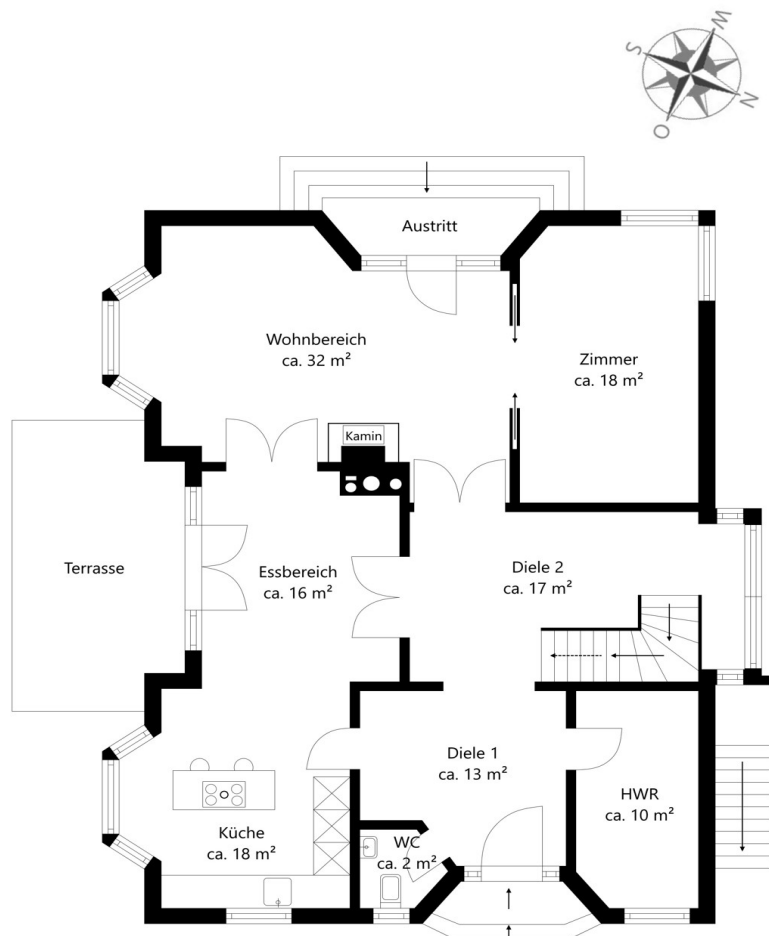 W
S
N
O
Austritt
Wohnbereich
ca. 32 m²
Zimmer
ca. 18 m²
Kamin
Terrasse
Essbereich
ca. 16 m²
Diele 2
ca. 17 m²
Diele 1
ca. 13 m²
HWR
ca. 10 m²
Küche
ca. 18 m²
WC
ca. 2 m²